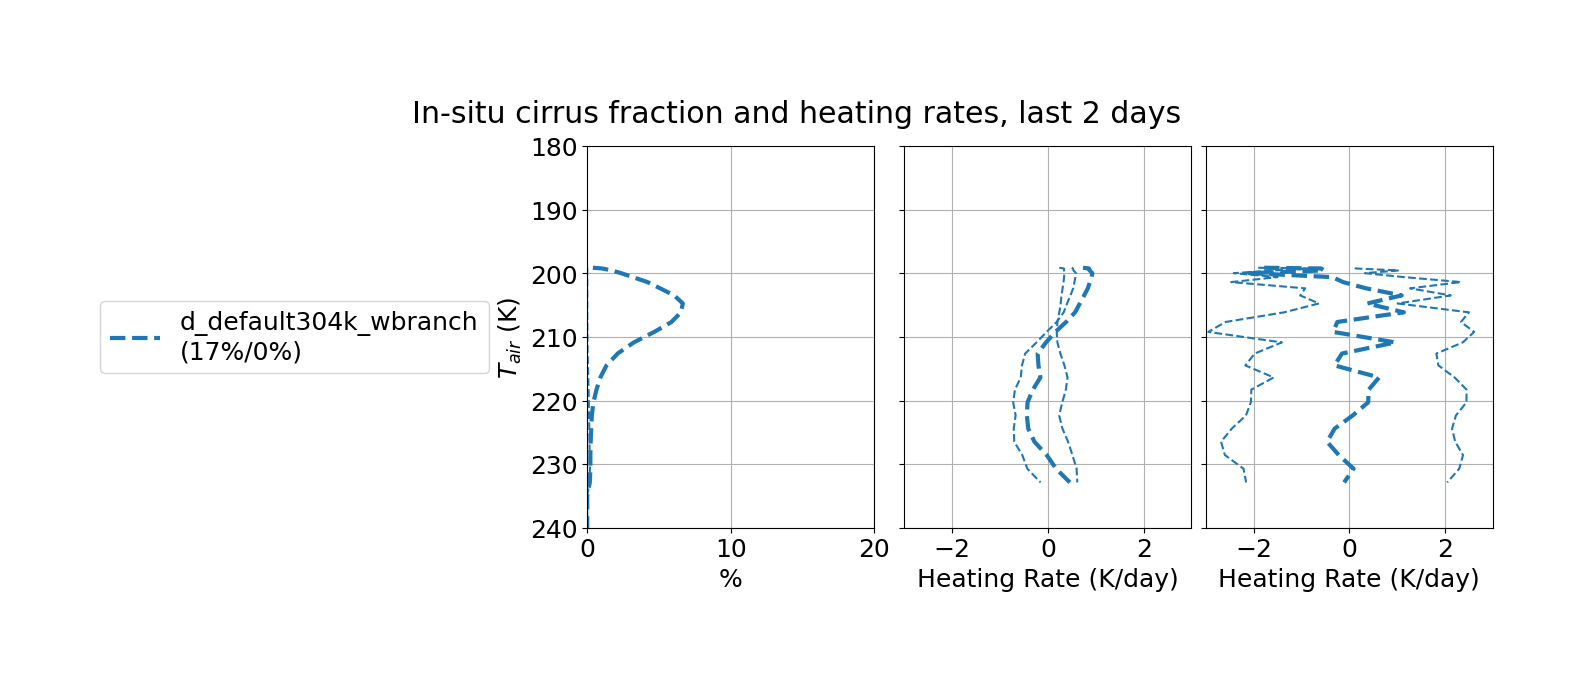 In-situ cirrus fraction and heating rates, last 2 days
d_default304k_wbranch
(17%/0%)
T_air (K)
180
190
200
210
220
230
240
0 10 20
%
−2 0 2
Heating Rate (K/day)
−2 0 2
Heating Rate (K/day)